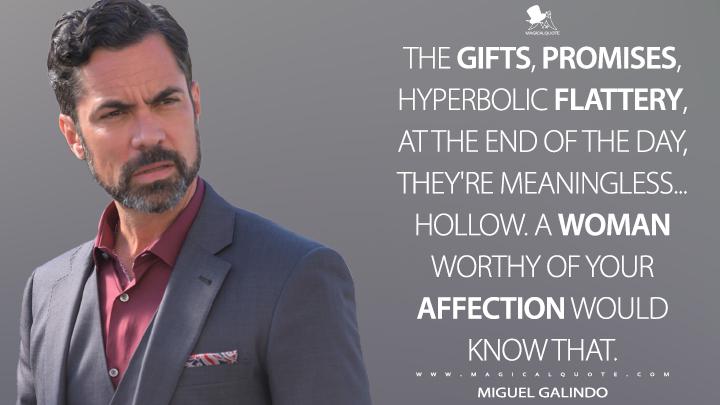 MAGICALQUOTE
THE GIFTS, PROMISES,
HYPERBOLIC FLATTERY,
AT THE END OF THE DAY,
THEY'RE MEANINGLESS...
HOLLOW. A WOMAN
WORTHY OF YOUR
AFFECTION WOULD
KNOW THAT.
WWW.MAGICALQUOTE.COM
MIGUEL GALINDO